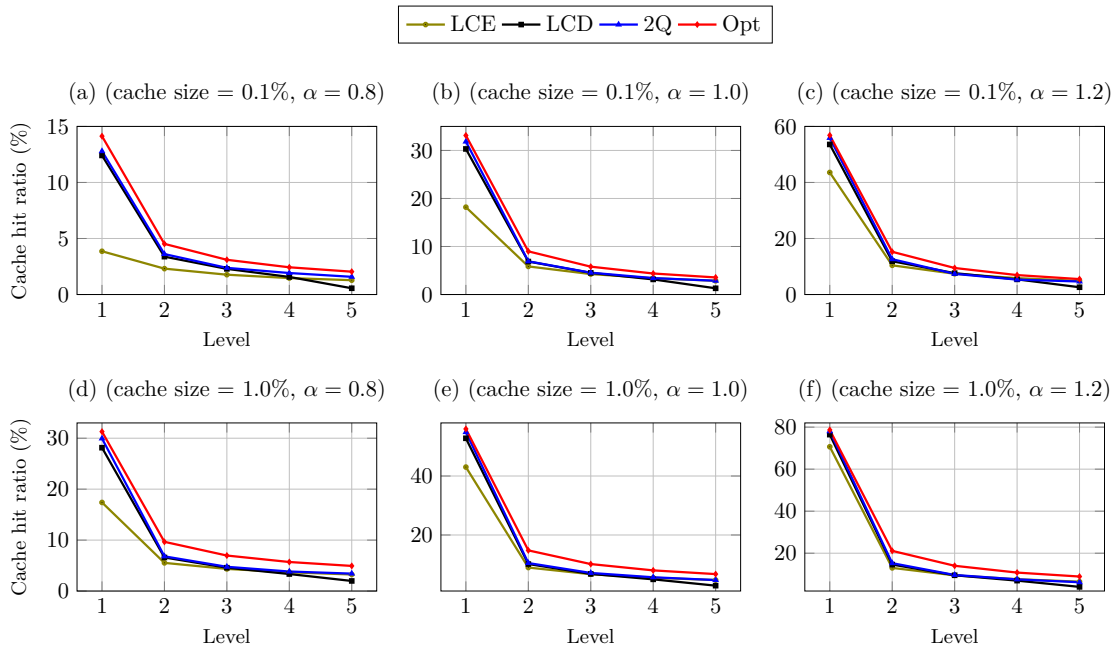 LCE LCD 2Q Opt
(a) (cache size = 0.1%, α = 0.8)
(b) (cache size = 0.1%, α = 1.0)
(c) (cache size = 0.1%, α = 1.2)
Cache hit ratio (%)
15
10
5
0
1 2 3 4 5
Level
30
20
10
0
1 2 3 4 5
Level
60
40
20
0
1 2 3 4 5
Level
(d) (cache size = 1.0%, α = 0.8)
(e) (cache size = 1.0%, α = 1.0)
(f) (cache size = 1.0%, α = 1.2)
Cache hit ratio (%)
30
20
10
0
1 2 3 4 5
Level
40
20
1 2 3 4 5
Level
80
60
40
20
1 2 3 4 5
Level